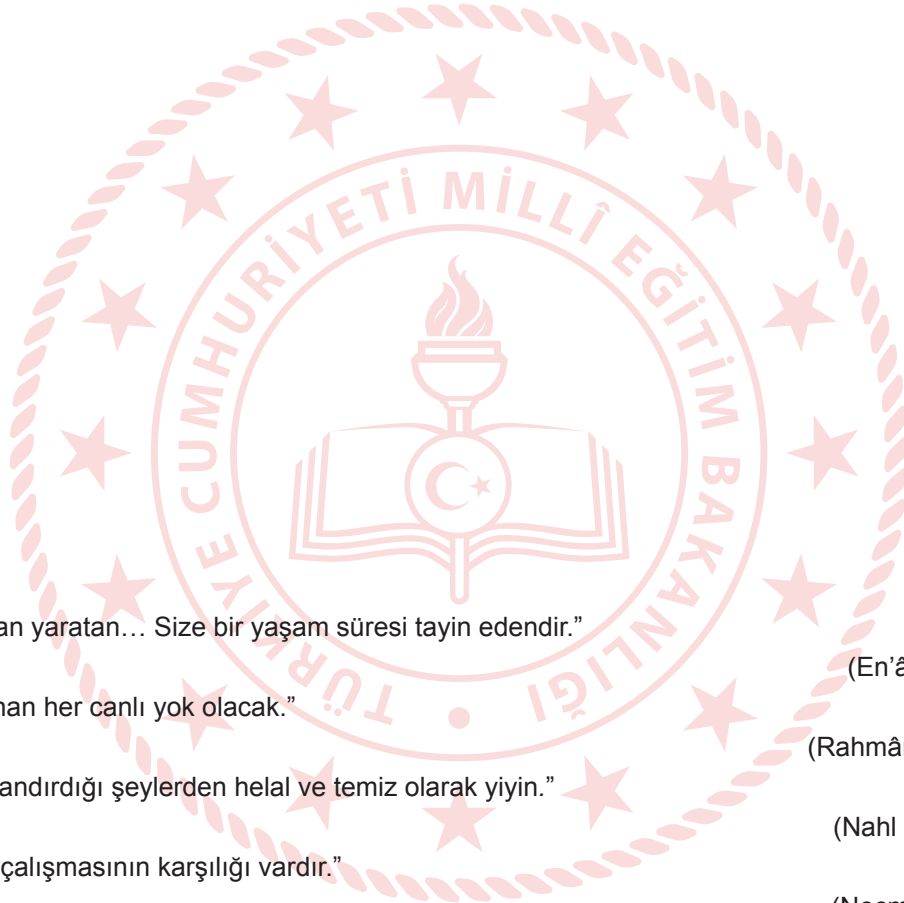 TÜRKİYE CUMHURİYETİ MİLLÎ EĞİTİM BAKANLIĞI
an yaratan… Size bir yaşam süresi tayin edendir.”
(En’â
nan her canlı yok olacak.”
(Rahmân
andırdığı şeylerden helal ve temiz olarak yiyin.”
(Nahl
çalışmasının karşılığı vardır.”